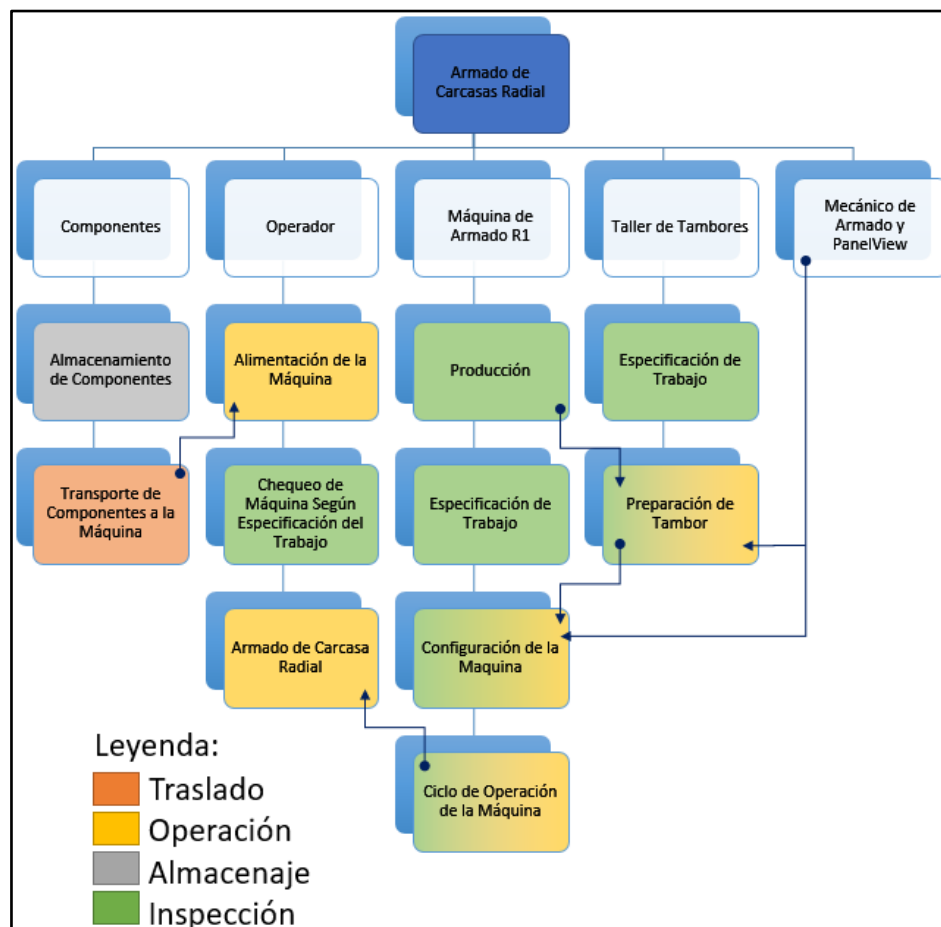 Armado de
Carcasas Radial
Componentes
Operador
Máquina de
Armado R1
Taller de Tambores
Mecánico de
Armado y
PanelView
Almacenamiento
de Componentes
Alimentación de la
Máquina
Producción
Especificación de
Trabajo
Transporte de
Componentes a la
Máquina
Chequeo de
Máquina Según
Especificación del
Trabajo
Especificación de
Trabajo
Preparación de
Tambor
Armado de Carcasa
Radial
Configuración de la
Maquina
Ciclo de Operación
de la Máquina
Leyenda:
Traslado
Operación
Almacenaje
Inspección